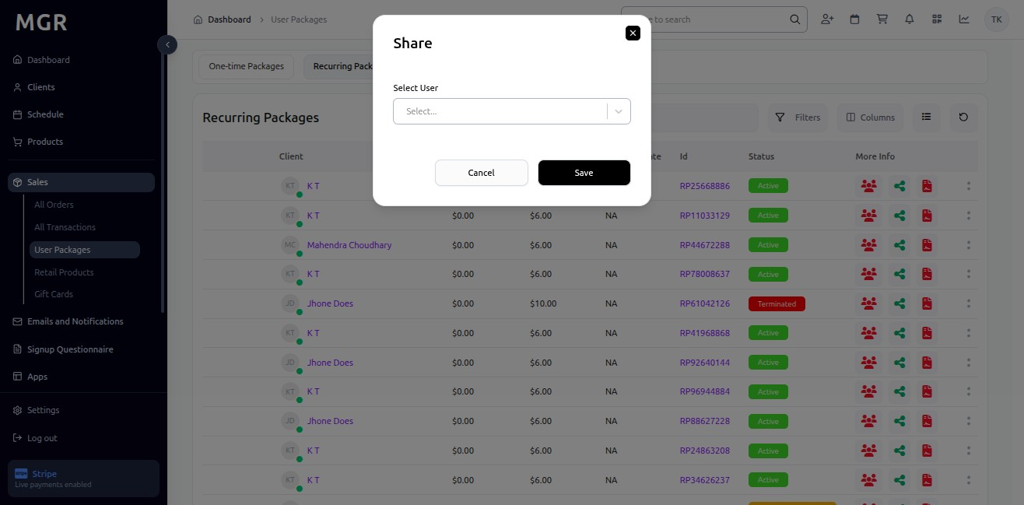 MGR
Dashboard > User Packages
to search
TK
Dashboard
Clients
Schedule
Products
Sales
All Orders
All Transactions
User Packages
Retail Products
Gift Cards
Emails and Notifications
Signup Questionnaire
Apps
Settings
Log out
stripe Stripe
Live payments enabled
Share
Select User
Select...
Cancel Save
One-time Packages Recurring Pack
Recurring Packages Filters Columns
Client Id Status More Info
KT K T RP25668886 Active
KT K T $0.00 $6.00 NA RP11033129 Active
MC Mahendra Choudhary $0.00 $6.00 NA RP44672288 Active
KT K T $0.00 $6.00 NA RP78008637 Active
JD Jhone Does $0.00 $10.00 NA RP61042126 Terminated
KT K T $0.00 $6.00 NA RP41968868 Active
JD Jhone Does $0.00 $6.00 NA RP92640144 Active
KT K T $0.00 $6.00 NA RP96944884 Active
JD Jhone Does $0.00 $6.00 NA RP88627228 Active
KT K T $0.00 $6.00 NA RP24863208 Active
KT K T $0.00 $6.00 NA RP34626237 Active